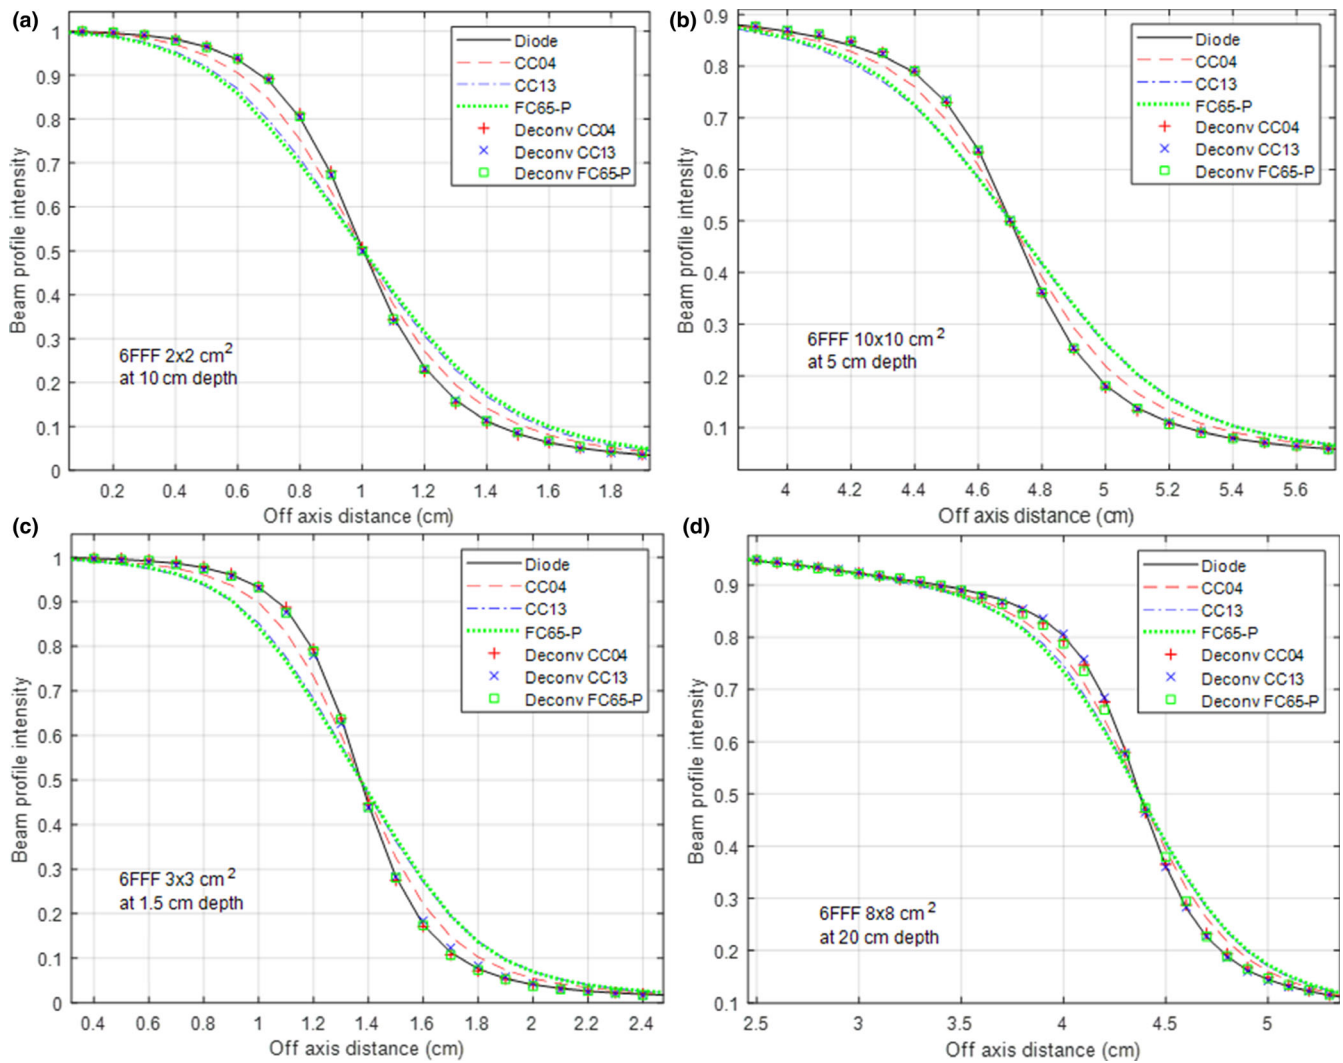 (a)
1
0.9
0.8
0.7
0.6
0.5
0.4
0.3
0.2
0.1
0
Beam profile intensity
Diode
CC04
CC13
FC65-P
Deconv CC04
Deconv CC13
Deconv FC65-P
6FFF 2x2 cm2
at 10 cm depth
0.2 0.4 0.6 0.8 1 1.2 1.4 1.6 1.8
Off axis distance (cm)
(b)
0.9
0.8
0.7
0.6
0.5
0.4
0.3
0.2
0.1
Beam profile intensity
Diode
CC04
CC13
FC65-P
Deconv CC04
Deconv CC13
Deconv FC65-P
6FFF 10x10 cm2
at 5 cm depth
4 4.2 4.4 4.6 4.8 5 5.2 5.4 5.6
Off axis distance (cm)
(c)
1
0.9
0.8
0.7
0.6
0.5
0.4
0.3
0.2
0.1
0
Beam profile intensity
Diode
CC04
CC13
FC65-P
Deconv CC04
Deconv CC13
Deconv FC65-P
6FFF 3x3 cm2
at 1.5 cm depth
0.4 0.6 0.8 1 1.2 1.4 1.6 1.8 2 2.2 2.4
Off axis distance (cm)
(d)
0.9
0.8
0.7
0.6
0.5
0.4
0.3
0.2
0.1
Beam profile intensity
Diode
CC04
CC13
FC65-P
Deconv CC04
Deconv CC13
Deconv FC65-P
6FFF 8x8 cm2
at 20 cm depth
2.5 3 3.5 4 4.5 5
Off axis distance (cm)